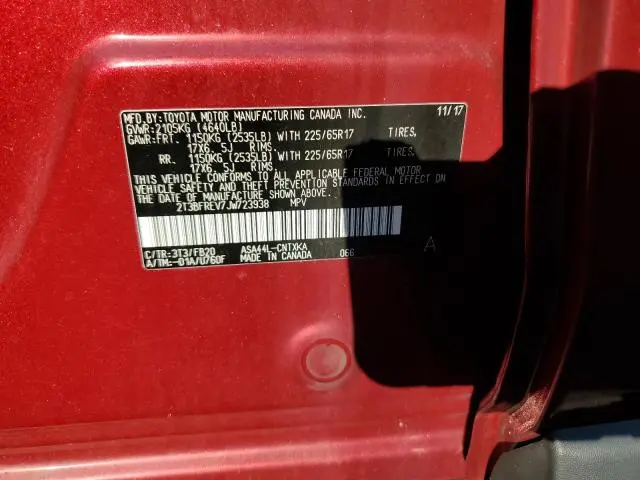 MFD.BY:TOYOTA MOTOR MANUFACTURING CANADA INC. 11/17
GVWR:2105KG (4640LB)
GAWR:FRT. 1150KG (2535LB) WITH 225/65R17 TIRES,
17X6.5J RIMS.
RR. 1150KG (2535LB) WITH 225/65R17 TIRES,
17X6.5J RIMS.
THIS VEHICLE CONFORMS TO ALL APPLICABLE FEDERAL MOTOR
VEHICLE SAFETY AND THEFT PREVENTION STANDARDS IN EFFECT ON
THE DATE OF MANUFACTURE SHOWN ABOVE.
2T3BFREV7JW723938 MPV
C/TR:3T3/FB20 ASA44L-CNTXKA
A/TM:-01A/U760F MADE IN CANADA 066
A